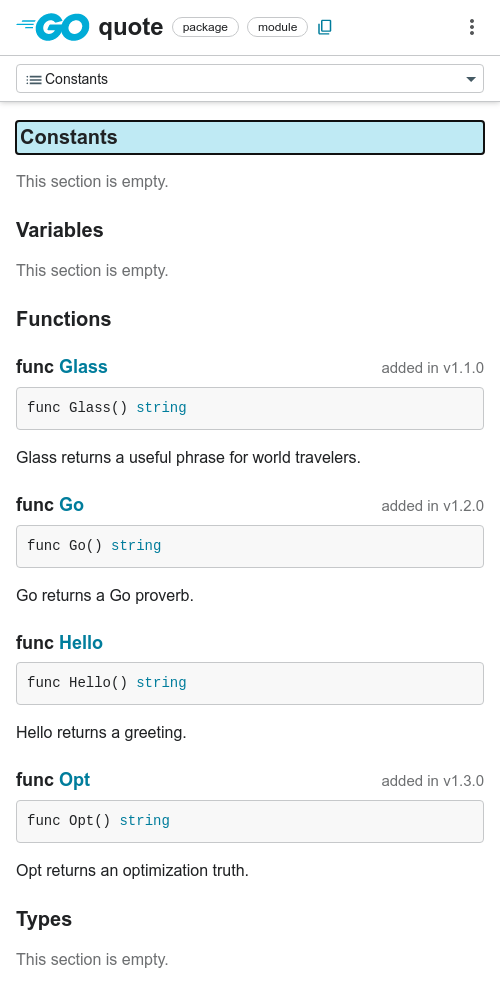 GO quote package module
Constants
Constants
This section is empty.
Variables
This section is empty.
Functions
func Glass added in v1.1.0
func Glass() string
Glass returns a useful phrase for world travelers.
func Go added in v1.2.0
func Go() string
Go returns a Go proverb.
func Hello
func Hello() string
Hello returns a greeting.
func Opt added in v1.3.0
func Opt() string
Opt returns an optimization truth.
Types
This section is empty.